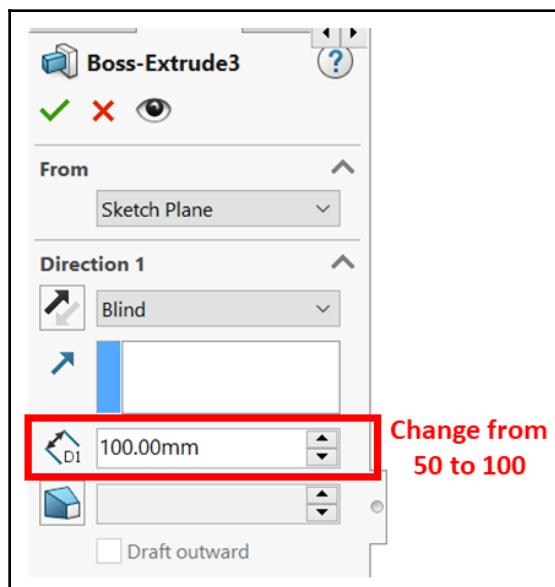 Boss-Extrude3
?
From
Sketch Plane
Direction 1
Blind
D1 100.00mm
Change from
50 to 100
Draft outward